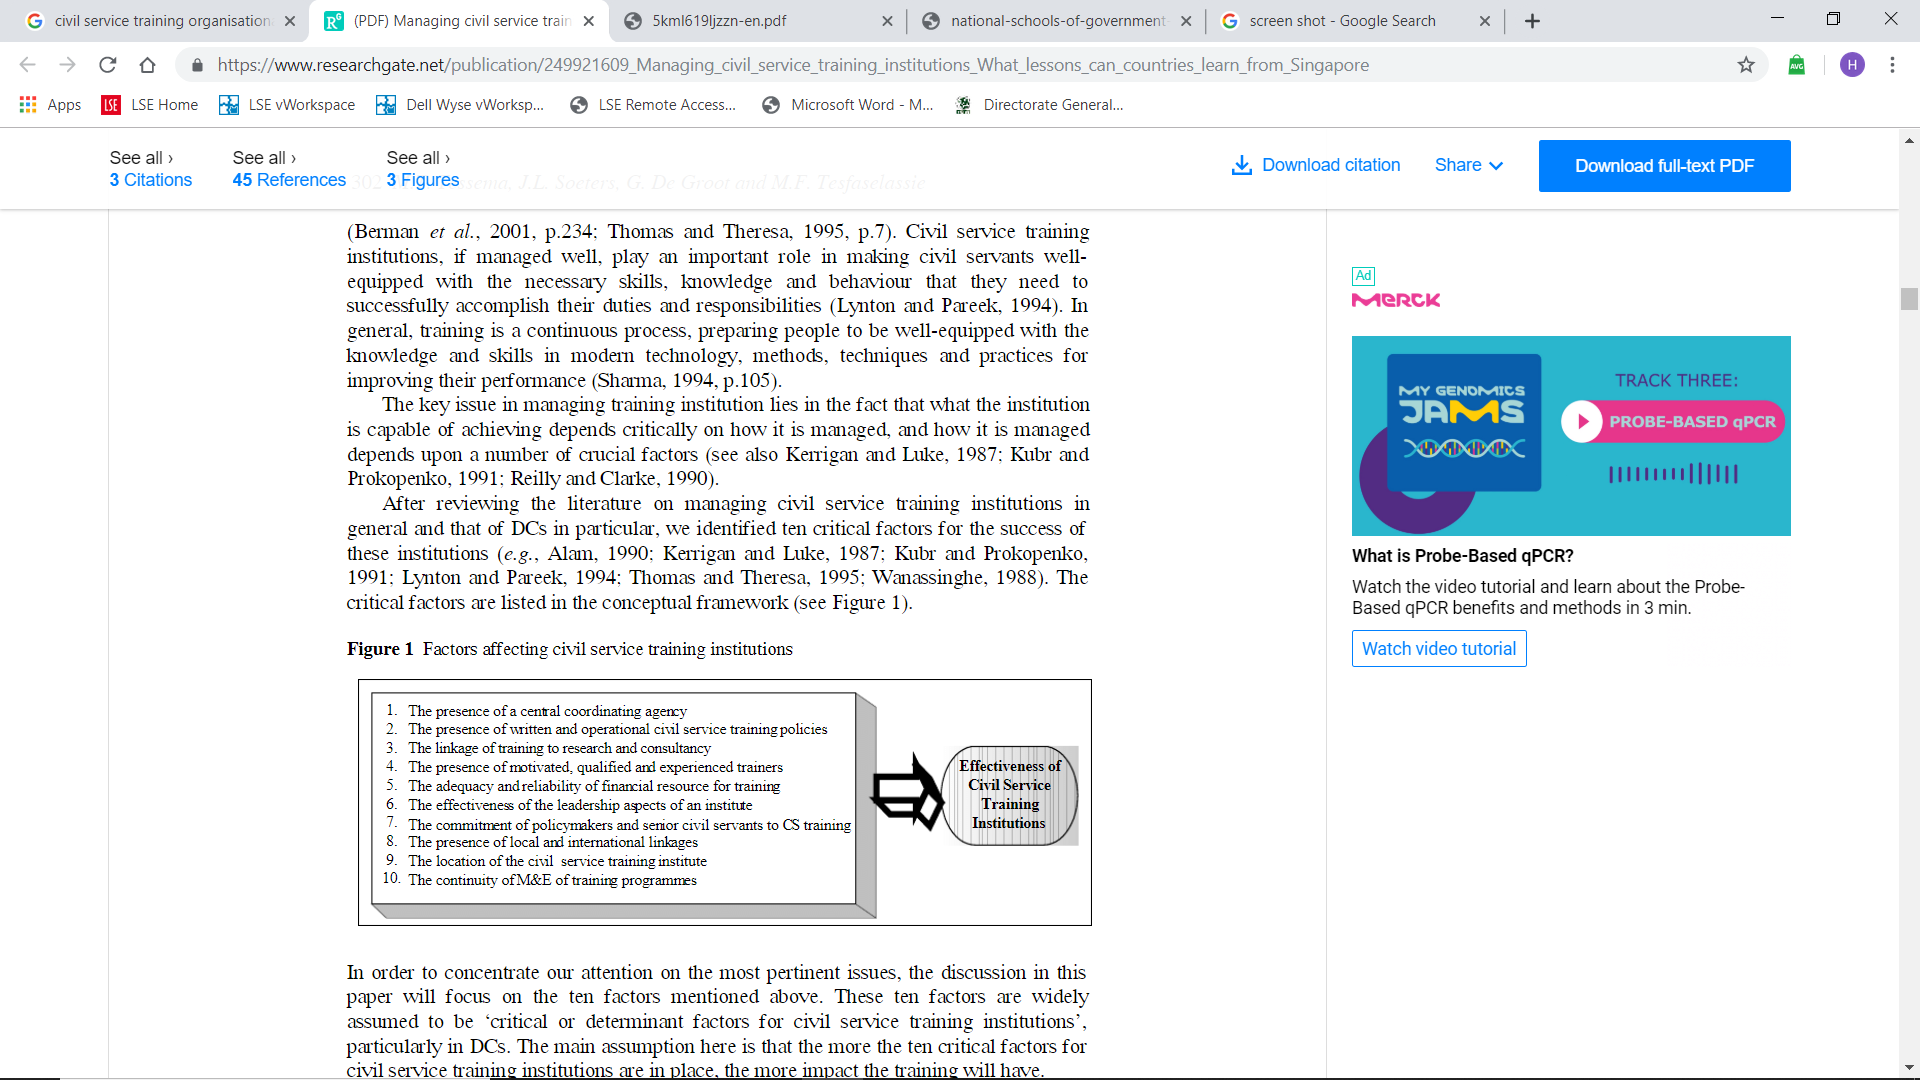 civil service training organisation
(PDF) Managing civil service train
5kml619ljzzn-en.pdf
national-schools-of-government-
screen shot - Google Search
https://www.researchgate.net/publication/249921609_Managing_civil_service_training_institutions_What_lessons_can_countries_learn_from_Singapore
AVG
H
Apps
LSE
LSE Home
LSE vWorkspace
Dell Wyse vWorksp...
LSE Remote Access...
Microsoft Word - M...
Directorate General...
See all ›
3 Citations
See all ›
45 References
See all ›
3 Figures
J.L. Soeters, G. De Groot and M.F. Tesfaselassie
Download citation
Share
Download full-text PDF
(Berman et al., 2001, p.234; Thomas and Theresa, 1995, p.7). Civil service training
institutions, if managed well, play an important role in making civil servants well-
equipped with the necessary skills, knowledge and behaviour that they need to
successfully accomplish their duties and responsibilities (Lynton and Pareek, 1994). In
general, training is a continuous process, preparing people to be well-equipped with the
knowledge and skills in modern technology, methods, techniques and practices for
improving their performance (Sharma, 1994, p.105).
The key issue in managing training institution lies in the fact that what the institution
is capable of achieving depends critically on how it is managed, and how it is managed
depends upon a number of crucial factors (see also Kerrigan and Luke, 1987; Kubr and
Prokopenko, 1991; Reilly and Clarke, 1990).
After reviewing the literature on managing civil service training institutions in
general and that of DCs in particular, we identified ten critical factors for the success of
these institutions (e.g., Alam, 1990; Kerrigan and Luke, 1987; Kubr and Prokopenko,
1991; Lynton and Pareek, 1994; Thomas and Theresa, 1995; Wanassinghe, 1988). The
critical factors are listed in the conceptual framework (see Figure 1).
Figure 1 Factors affecting civil service training institutions
1. The presence of a central coordinating agency
2. The presence of written and operational civil service training policies
3. The linkage of training to research and consultancy
4. The presence of motivated, qualified and experienced trainers
5. The adequacy and reliability of financial resource for training
6. The effectiveness of the leadership aspects of an institute
7. The commitment of policymakers and senior civil servants to CS training
8. The presence of local and international linkages
9. The location of the civil service training institute
10. The continuity of M&E of training programmes
Effectiveness of
Civil Service
Training
Institutions
In order to concentrate our attention on the most pertinent issues, the discussion in this
paper will focus on the ten factors mentioned above. These ten factors are widely
assumed to be ‘critical or determinant factors for civil service training institutions’,
particularly in DCs. The main assumption here is that the more the ten critical factors for
civil service training institutions are in place, the more impact the training will have.
Ad
MERCK
MY GENOMICS
JAMS
TRACK THREE:
PROBE-BASED qPCR
What is Probe-Based qPCR?
Watch the video tutorial and learn about the Probe-
Based qPCR benefits and methods in 3 min.
Watch video tutorial